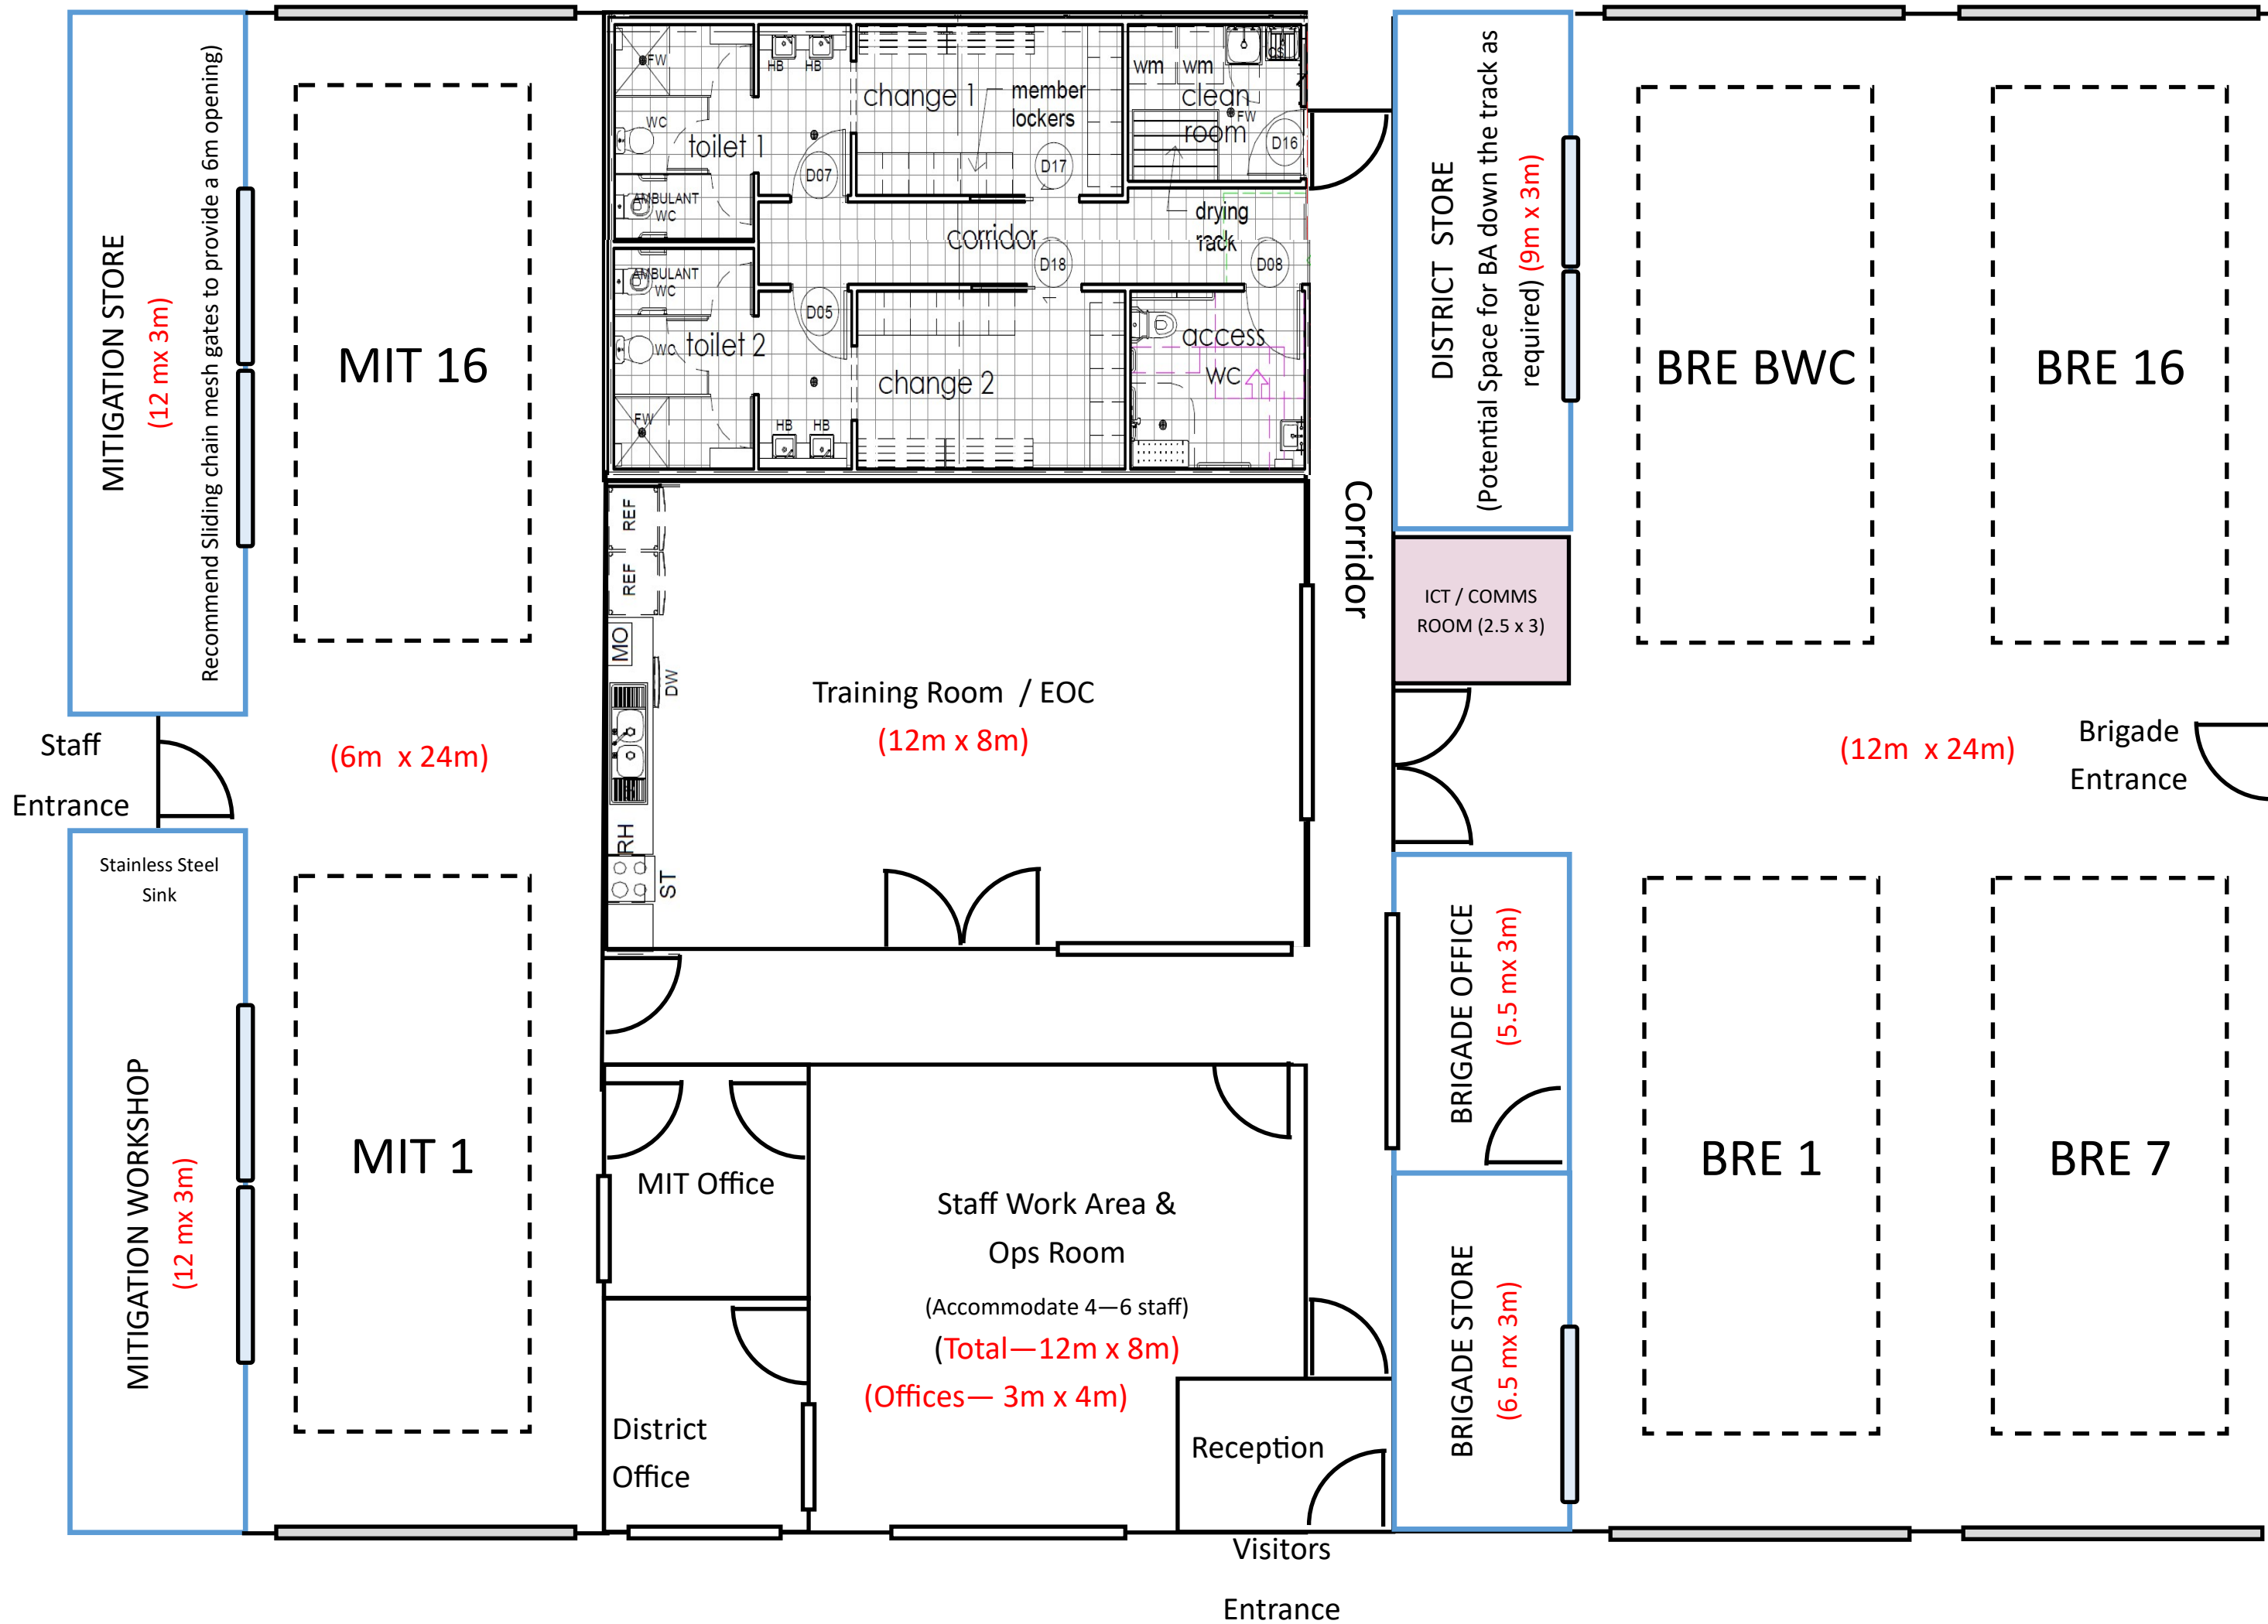 MITIGATION STORE
(12 mx 3m)
Recommend Sliding chain mesh gates to provide a 6m opening)
MIT 16
Staff
Entrance
(6m x 24m)
Stainless Steel
Sink
MITIGATION WORKSHOP
(12 mx 3m)
MIT 1
FW
WC
toilet 1
AMBULANT
WC
HB
HB
D07
change 1
member
lockers
D17
wm
wm
clean
room
FW
CS
D16
corridor
drying
rack
D18
D08
AMBULANT
WC
WC
toilet 2
FW
D05
HB
HB
change 2
access
WC
REF
REF
MO
DW
RH
ST
Training Room / EOC
(12m x 8m)
Corridor
MIT Office
District
Office
Staff Work Area &
Ops Room
(Accommodate 4—6 staff)
(Total—12m x 8m)
(Offices— 3m x 4m)
Reception
Visitors
Entrance
DISTRICT STORE
(Potential Space for BA down the track as
required) (9m x 3m)
ICT / COMMS
ROOM (2.5 x 3)
BRIGADE OFFICE
(5.5 mx 3m)
BRIGADE STORE
(6.5 mx 3m)
BRE BWC
BRE 16
(12m x 24m)
Brigade
Entrance
BRE 1
BRE 7